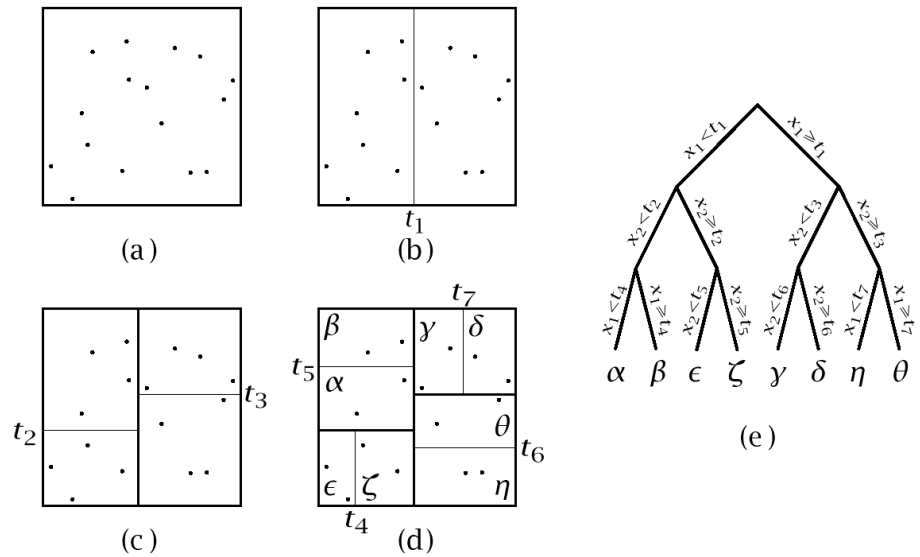 t₁
(a)
(b)
t₂
t₃
(c)
t₇
β
γ
δ
t₅
α
θ
t₆
ϵ
ζ
η
t₄
(d)
x₁<t₁
x₁≥t₁
x₂<t₂
x₂≥t₂
x₂<t₃
x₂≥t₃
x₁<t₄
x₁≥t₄
x₂<t₅
x₂≥t₅
x₂<t₆
x₂≥t₆
x₁<t₇
x₁≥t₇
α β ϵ ζ γ δ η θ
(e)